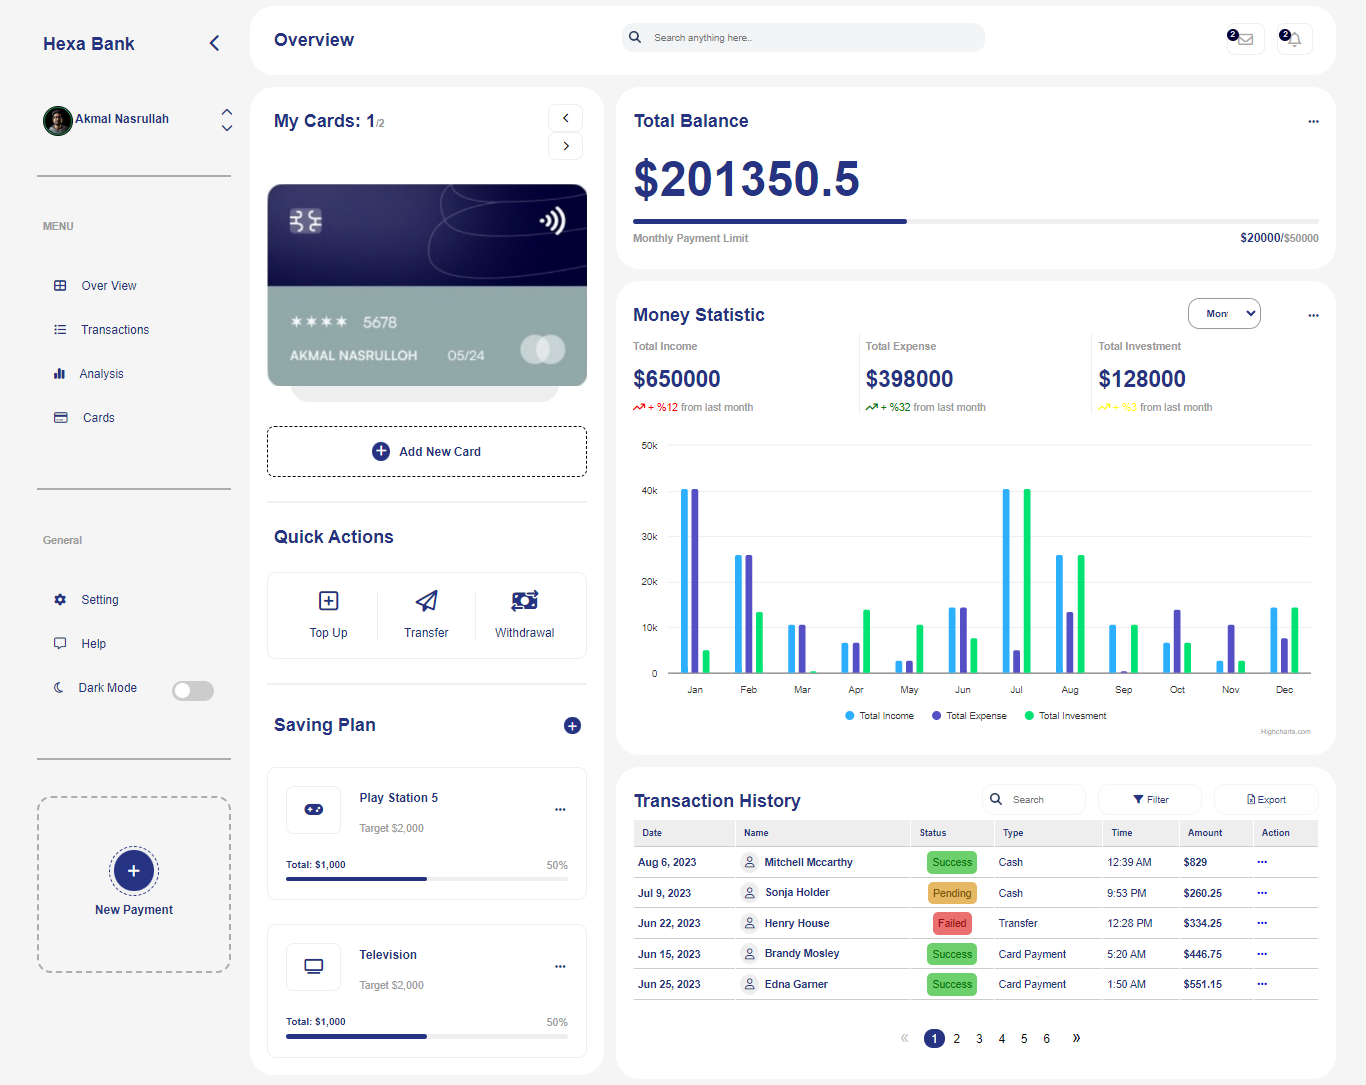 Hexa Bank
Akmal Nasrullah
MENU
Over View
Transactions
Analysis
Cards
General
Setting
Help
Dark Mode
New Payment
Overview
Search anything here..
2
2
My Cards: 1/2
✶✶✶✶ 5678
AKMAL NASRULLOH 05/24
Add New Card
Quick Actions
Top Up
Transfer
Withdrawal
Saving Plan
Play Station 5
Target $2,000
Total: $1,000 50%
Television
Target $2,000
Total: $1,000 50%
Total Balance
$201350.5
Monthly Payment Limit $20000/$50000
Money Statistic
Total Income
$650000
+ %12 from last month
Total Expense
$398000
+ %32 from last month
Total Investment
$128000
+ %3 from last month
50k
40k
30k
20k
10k
0
Jan Feb Mar Apr May Jun Jul Aug Sep Oct Nov Dec
Total Income Total Expense Total Invesment
Highcharts.com
Transaction History
Search Filter Export
Date Name Status Type Time Amount Action
Aug 6, 2023 Mitchell Mccarthy Success Cash 12:39 AM $829 ...
Jul 9, 2023 Sonja Holder Pending Cash 9:53 PM $260.25 ...
Jun 22, 2023 Henry House Failed Transfer 12:28 PM $334.25 ...
Jun 15, 2023 Brandy Mosley Success Card Payment 5:20 AM $446.75 ...
Jun 25, 2023 Edna Garner Success Card Payment 1:50 AM $551.15 ...
« 1 2 3 4 5 6 »